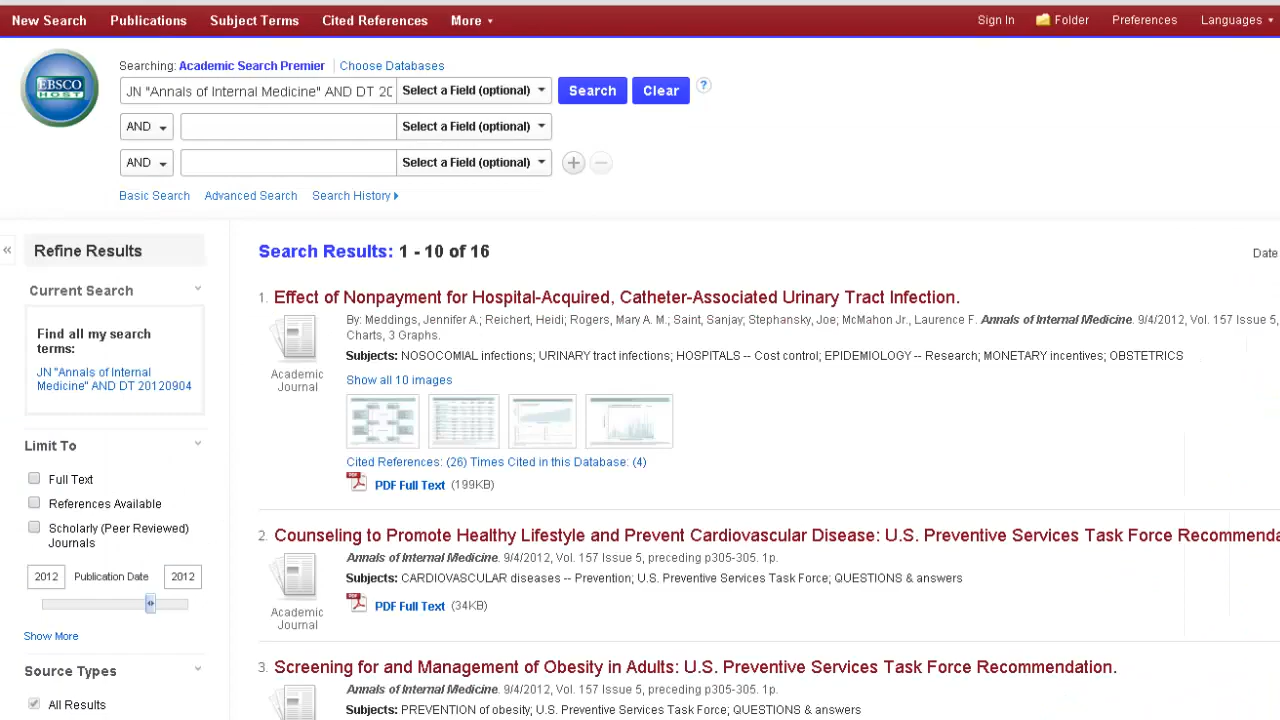 New Search Publications Subject Terms Cited References More Sign In Folder Preferences Languages
Searching: Academic Search Premier Choose Databases
EBSCO
HOST
JN "Annals of Internal Medicine" AND DT 20 Select a Field (optional) Search Clear ?
AND Select a Field (optional)
AND Select a Field (optional)
Basic Search Advanced Search Search History
« Refine Results
Current Search
Find all my search
terms:
JN "Annals of Internal
Medicine" AND DT 20120904
Limit To
Full Text
References Available
Scholarly (Peer Reviewed)
Journals
2012 Publication Date 2012
Show More
Source Types
All Results
Search Results: 1 - 10 of 16 Date
1. Effect of Nonpayment for Hospital-Acquired, Catheter-Associated Urinary Tract Infection.
By: Meddings, Jennifer A.; Reichert, Heidi; Rogers, Mary A. M.; Saint, Sanjay; Stephansky, Joe; McMahon Jr., Laurence F. Annals of Internal Medicine. 9/4/2012, Vol. 157 Issue 5,
Charts, 3 Graphs.
Subjects: NOSOCOMIAL infections; URINARY tract infections; HOSPITALS -- Cost control; EPIDEMIOLOGY -- Research; MONETARY incentives; OBSTETRICS
Academic
Journal
Show all 10 images
Cited References: (26) Times Cited in this Database: (4)
PDF Full Text (199KB)
2. Counseling to Promote Healthy Lifestyle and Prevent Cardiovascular Disease: U.S. Preventive Services Task Force Recommenda
Annals of Internal Medicine. 9/4/2012, Vol. 157 Issue 5, preceding p305-305. 1p.
Subjects: CARDIOVASCULAR diseases -- Prevention; U.S. Preventive Services Task Force; QUESTIONS & answers
PDF Full Text (34KB)
Academic
Journal
3. Screening for and Management of Obesity in Adults: U.S. Preventive Services Task Force Recommendation.
Annals of Internal Medicine. 9/4/2012, Vol. 157 Issue 5, preceding p305-305. 1p.
Subjects: PREVENTION of obesity; U.S. Preventive Services Task Force; QUESTIONS & answers